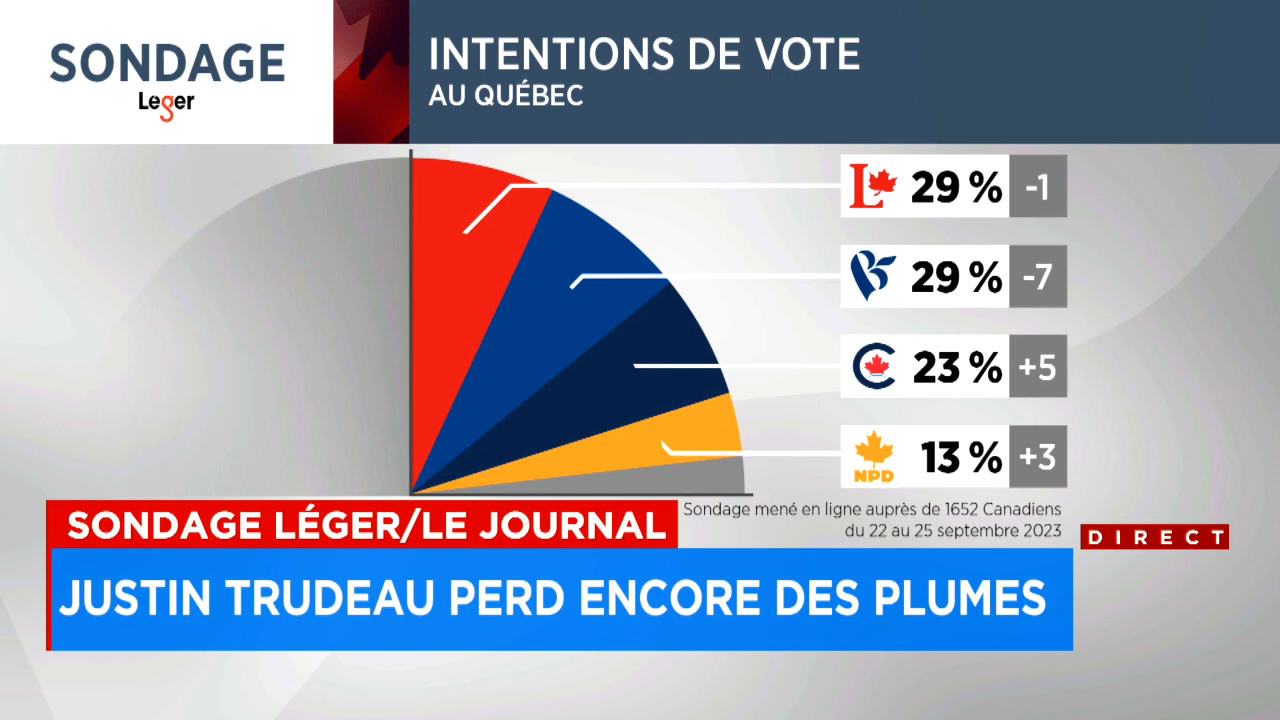 SONDAGE
Leger
INTENTIONS DE VOTE
AU QUÉBEC
L 29 % -1
29 % -7
C 23 % +5
NPD 13 % +3
Sondage mené en ligne auprès de 1652 Canadiens
du 22 au 25 septembre 2023
SONDAGE LÉGER/LE JOURNAL
DIRECT
JUSTIN TRUDEAU PERD ENCORE DES PLUMES